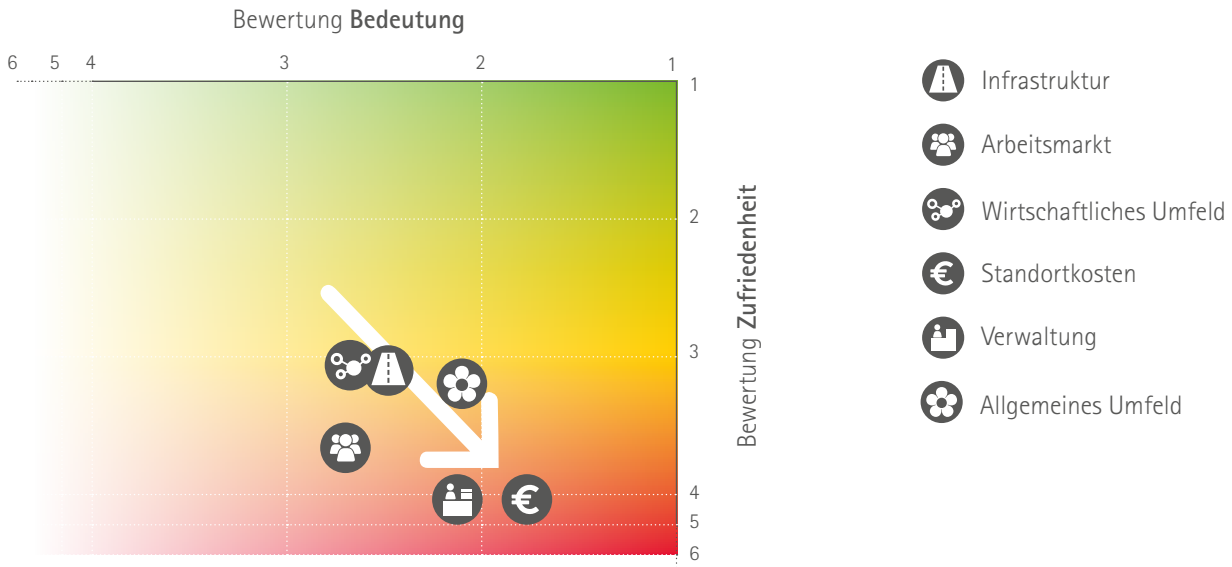 Bewertung Bedeutung
6 5 4 3 2 1
1
2
3
4
5
6
Bewertung Zufriedenheit
Infrastruktur
Arbeitsmarkt
Wirtschaftliches Umfeld
€ Standortkosten
Verwaltung
Allgemeines Umfeld
€